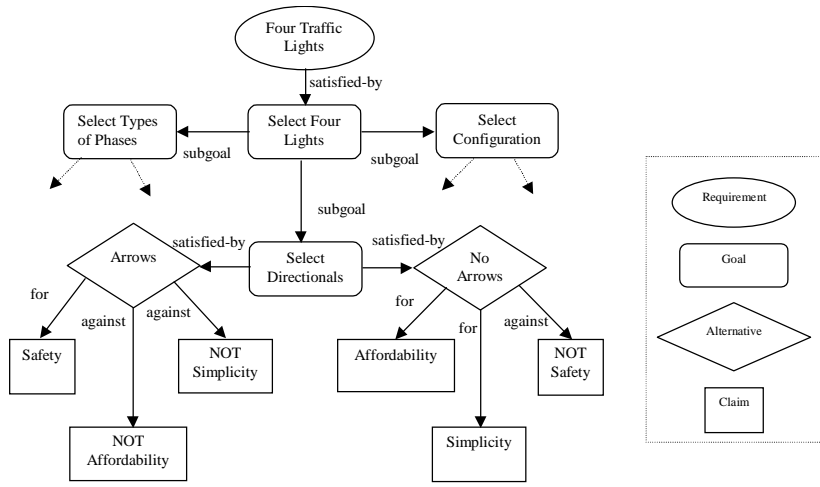 Four Traffic
Lights
satisfied-by
Select Types
of Phases
Select Four
Lights
Select
Configuration
subgoal
subgoal
subgoal
Arrows
satisfied-by
Select
Directionals
satisfied-by
No
Arrows
for
against
against
for
for
against
Safety
NOT
Simplicity
Affordability
NOT
Safety
NOT
Affordability
Simplicity
Requirement
Goal
Alternative
Claim